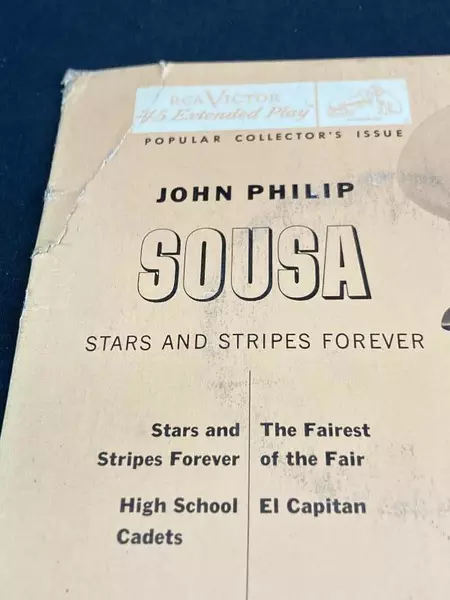 RCA VICTOR
45 Extended Play
POPULAR COLLECTOR'S ISSUE
JOHN PHILIP
SOUSA
STARS AND STRIPES FOREVER
Stars and
Stripes Forever
High School
Cadets
The Fairest
of the Fair
El Capitan